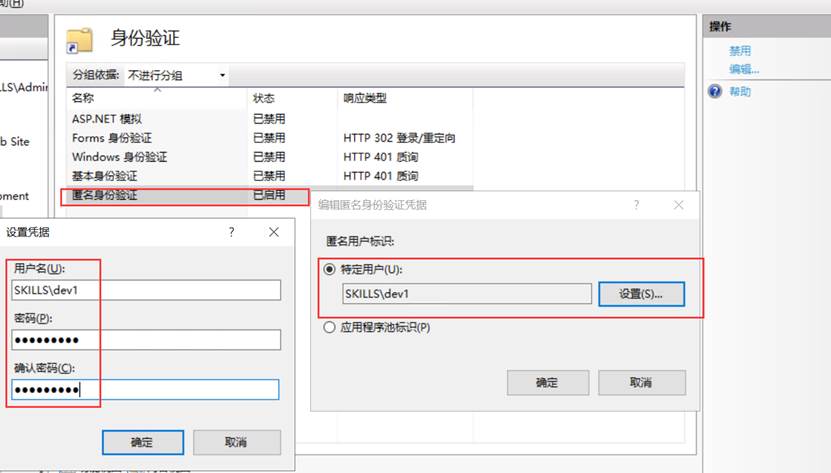 助(H)
身份验证
分组依据: 不进行分组
名称 状态 响应类型
ASP.NET 模拟 已禁用
Forms 身份验证 已禁用 HTTP 302 登录/重定向
Windows 身份验证 已禁用 HTTP 401 质询
基本身份验证 已禁用 HTTP 401 质询
匿名身份验证 已启用
LLS\Admin
b Site
pment
操作
禁用
编辑...
帮助
设置凭据
?
用户名(U):
SKILLS\dev1
密码(P):
确认密码(C):
确定 取消
编辑匿名身份验证凭据
?
匿名用户标识:
特定用户(U):
SKILLS\dev1 设置(S)...
应用程序池标识(P)
确定 取消